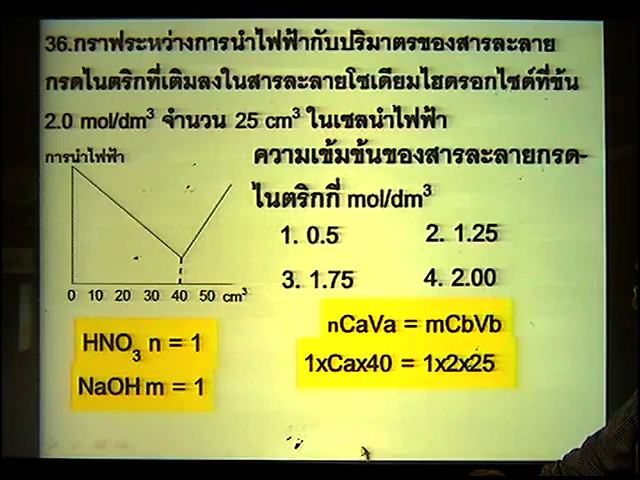 36.กราฟระหว่างการนำไฟฟ้ากับปริมาตรของสารละลาย
กรดไนตริกที่เติมลงในสารละลายโซเดียมไฮดรอกไซด์ที่ข้น
2.0 mol/dm³ จำนวน 25 cm³ ในเซลนำไฟฟ้า
การนำไฟฟ้า
ความเข้มข้นของสารละลายกรด-
ไนตริกกี่ mol/dm³
1. 0.5 2. 1.25
3. 1.75 4. 2.00
0 10 20 30 40 50 cm³
nCaVa = mCbVb
1xCax40 = 1x2x25
HNO₃ n = 1
NaOH m = 1